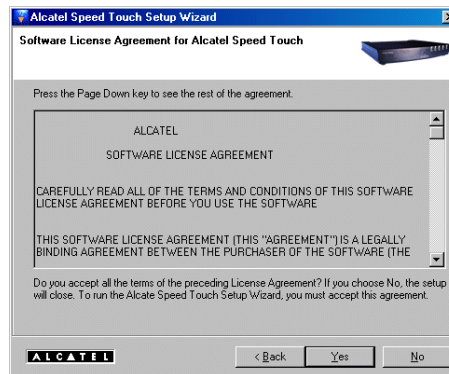 Alcatel Speed Touch Setup Wizard
Software License Agreement for Alcatel Speed Touch
Press the Page Down key to see the rest of the agreement.
ALCATEL
SOFTWARE LICENSE AGREEMENT
CAREFULLY READ ALL OF THE TERMS AND CONDITIONS OF THIS SOFTWARE
LICENSE AGREEMENT BEFORE YOU USE THE SOFTWARE
THIS SOFTWARE LICENSE AGREEMENT (THIS "AGREEMENT") IS A LEGALLY
BINDING AGREEMENT BETWEEN THE PURCHASER OF THE SOFTWARE (THE
Do you accept all the terms of the preceding License Agreement? If you choose No, the setup
will close. To run the Alcate Speed Touch Setup Wizard, you must accept this agreement.
ALCATEL
< Back
Yes
No